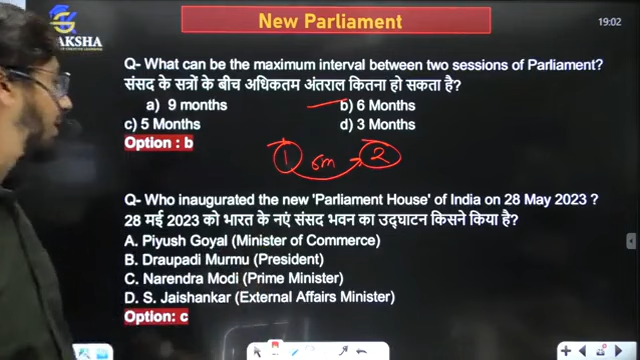 New Parliament
19:02
AKSHA
Q- What can be the maximum interval between two sessions of Parliament?
संसद के सत्रों के बीच अधिकतम अंतराल कितना हो सकता है?
a) 9 months b) 6 Months
c) 5 Months d) 3 Months
Option : b
1 6m 2
Q- Who inaugurated the new 'Parliament House' of India on 28 May 2023 ?
28 मई 2023 को भारत के नएं संसद भवन का उद्घाटन किसने किया है?
A. Piyush Goyal (Minister of Commerce)
B. Draupadi Murmu (President)
C. Narendra Modi (Prime Minister)
D. S. Jaishankar (External Affairs Minister)
Option: c